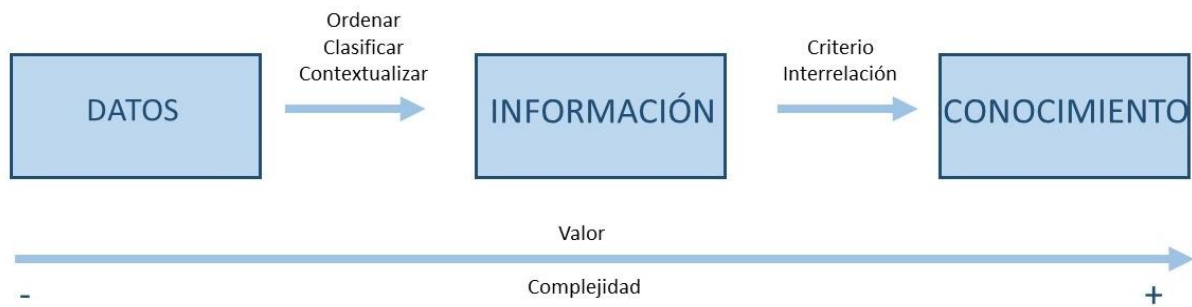 Ordenar
Clasificar
Contextualizar
Criterio
Interrelación
DATOS
INFORMACIÓN
CONOCIMIENTO
Valor
Complejidad
-
+